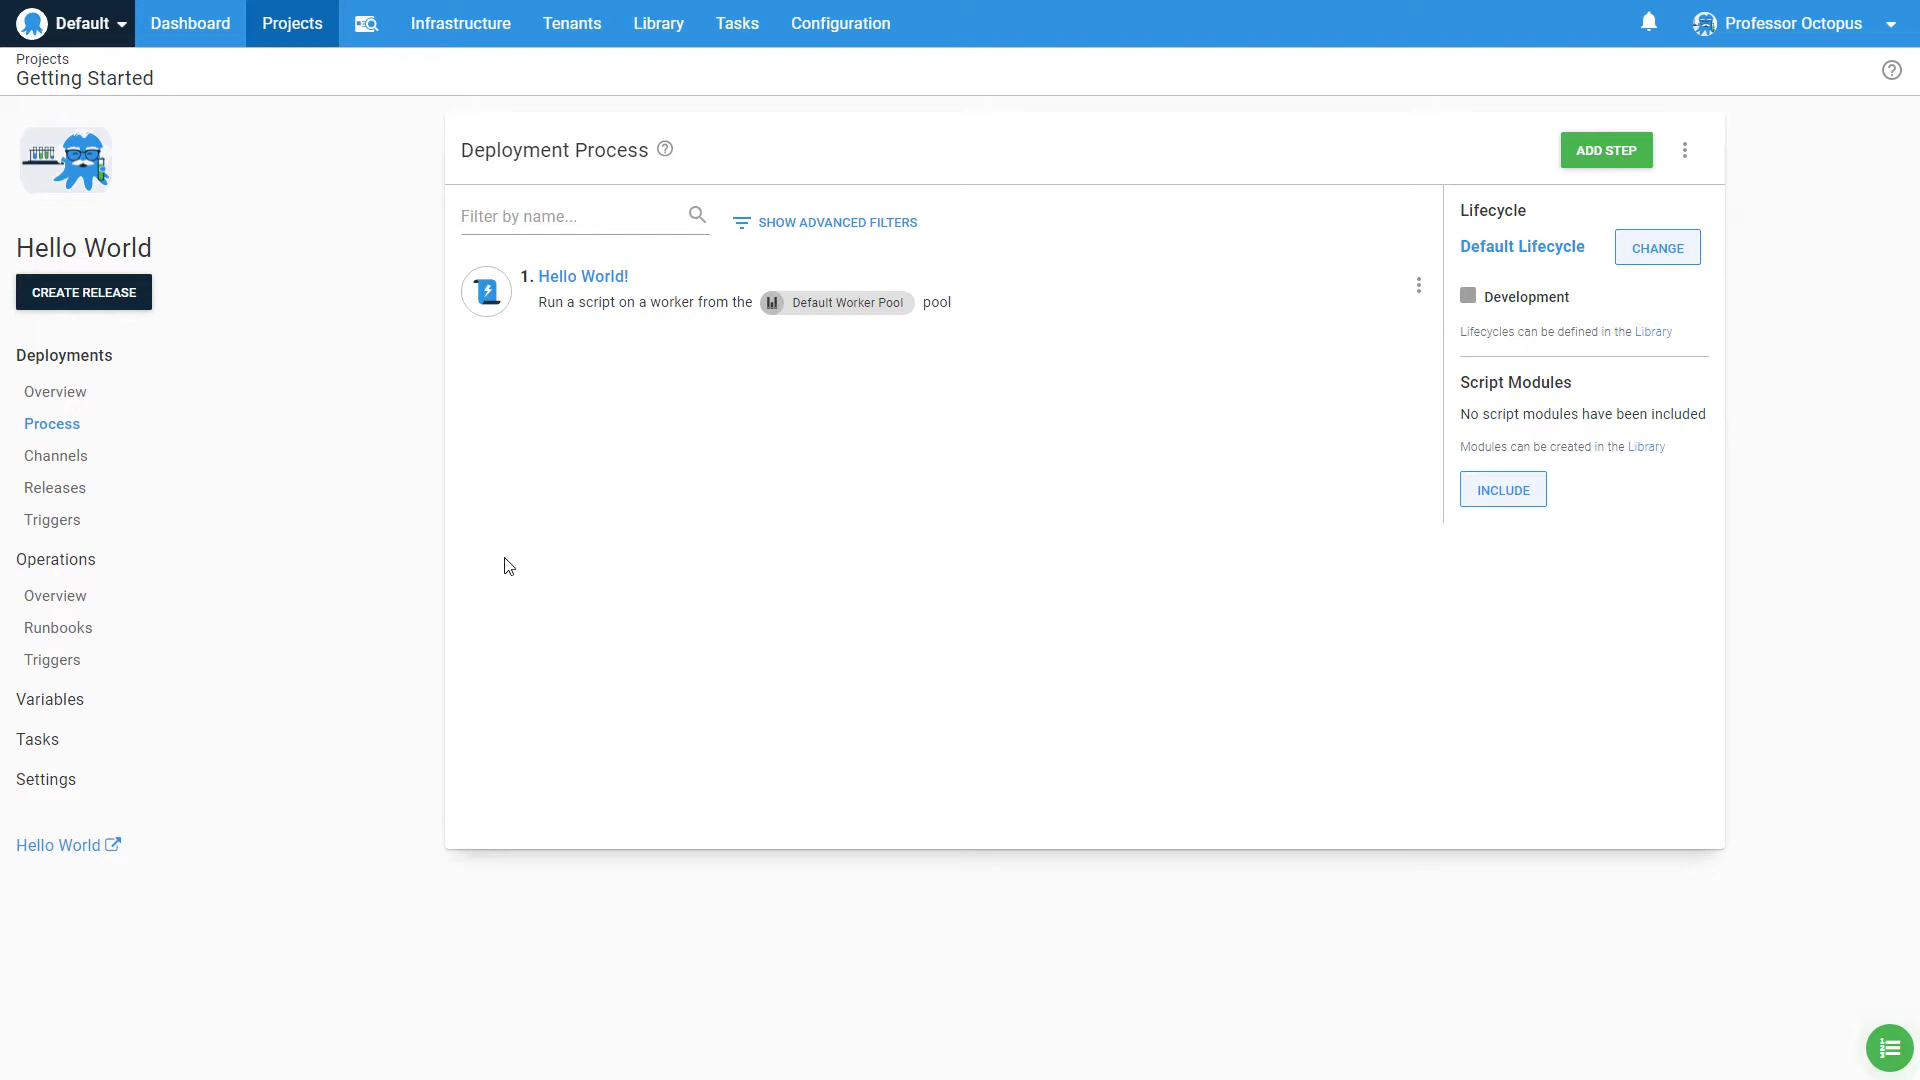 Default
Dashboard
Projects
Infrastructure
Tenants
Library
Tasks
Configuration
Professor Octopus
Projects
Getting Started
Hello World
CREATE RELEASE
Deployments
Overview
Process
Channels
Releases
Triggers
Operations
Overview
Runbooks
Triggers
Variables
Tasks
Settings
Hello World
Deployment Process
ADD STEP
Filter by name...
SHOW ADVANCED FILTERS
1. Hello World!
Run a script on a worker from the Default Worker Pool pool
Lifecycle
Default Lifecycle
CHANGE
Development
Lifecycles can be defined in the Library
Script Modules
No script modules have been included
Modules can be created in the Library
INCLUDE